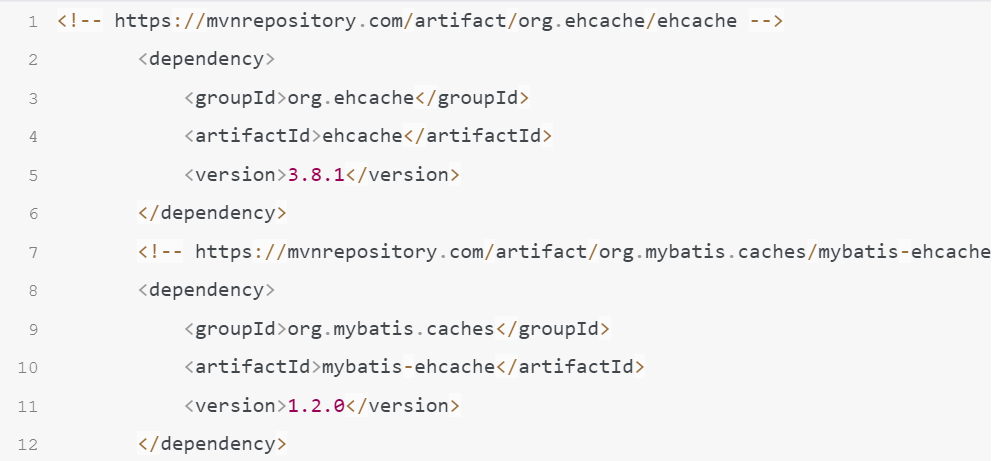 1 <!-- https://mvnrepository.com/artifact/org.ehcache/ehcache -->
2 <dependency>
3 <groupId>org.ehcache</groupId>
4 <artifactId>ehcache</artifactId>
5 <version>3.8.1</version>
6 </dependency>
7 <!-- https://mvnrepository.com/artifact/org.mybatis.caches/mybatis-ehcache
8 <dependency>
9 <groupId>org.mybatis.caches</groupId>
10 <artifactId>mybatis-ehcache</artifactId>
11 <version>1.2.0</version>
12 </dependency>